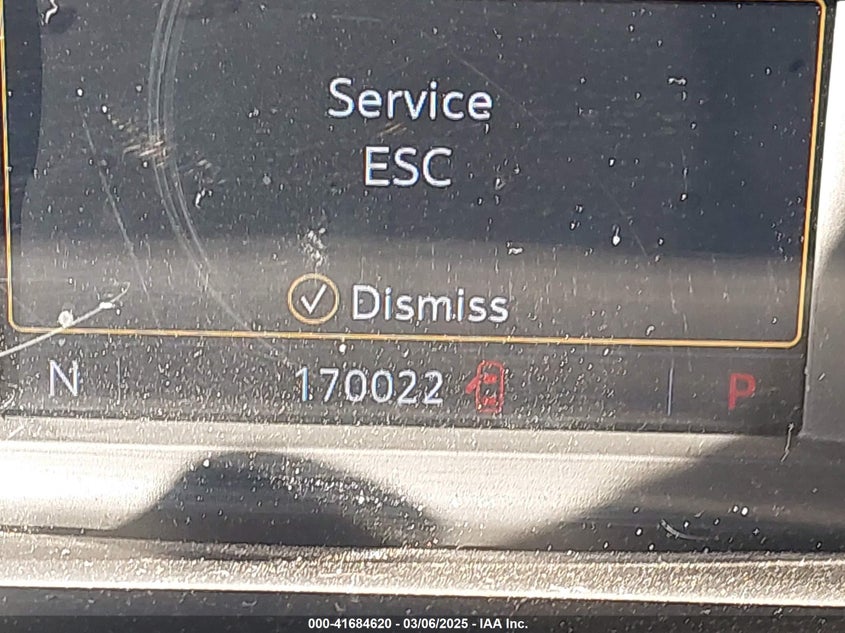 Service
ESC
Dismiss
N 170022 P
000-41684620 - 03/06/2025 - IAA Inc.